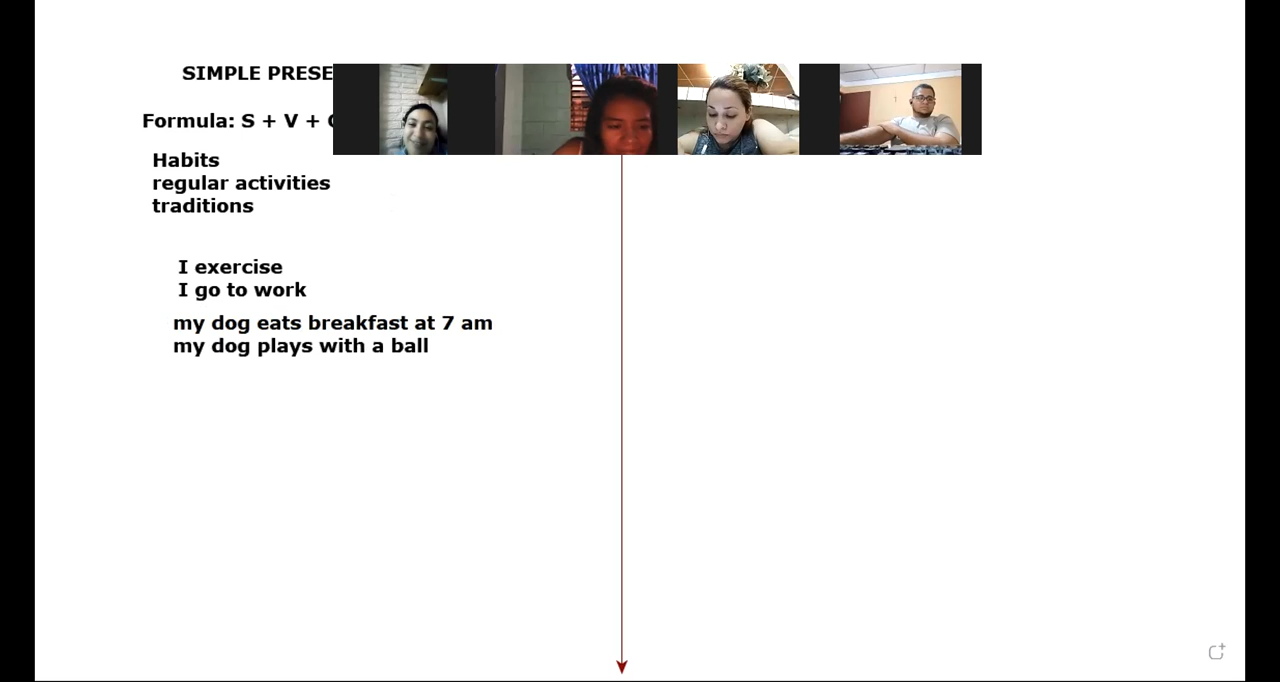 SIMPLE PRESE
Formula: S + V +
Habits
regular activities
traditions
I exercise
I go to work
my dog eats breakfast at 7 am
my dog plays with a ball